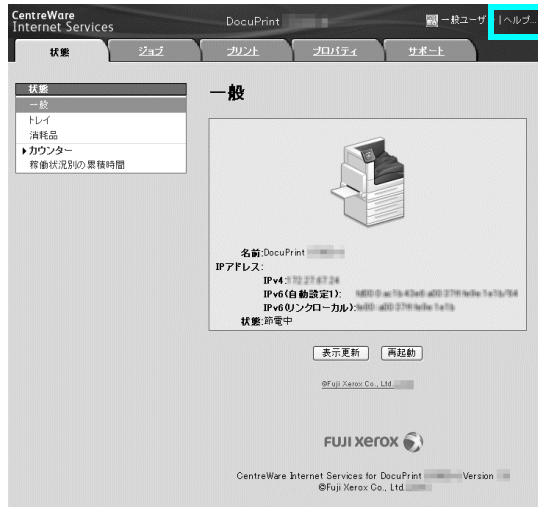 CentreWare
Internet Services
DocuPrint
一般ユーザ
|ヘルプ...
状態
ジョブ
プリント
プロパティ
サポート
状態
一般
トレイ
消耗品
カウンター
稼働状況別の累積時間
一般
名前:DocuPrint
IPアドレス:
IPv4:
IPv6(自動設定1):
IPv6(リンクローカル):
状態:節電中
表示更新 再起動
©Fuji Xerox Co., Ltd.
FUJI XEROX
CentreWare Internet Services for DocuPrint Version
©Fuji Xerox Co., Ltd.